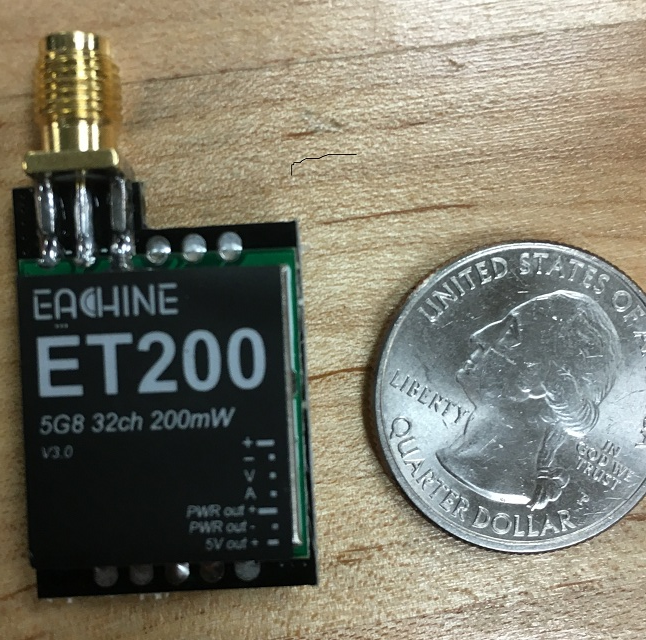 EACHINE
ET200
5G8 32ch 200mW
V3.0
+
-
V
A
PWR out +
PWR out -
5V out +
UNITED STATES OF
LIBERTY
IN
GOD WE
TRUST
P
QUARTER DOLLAR